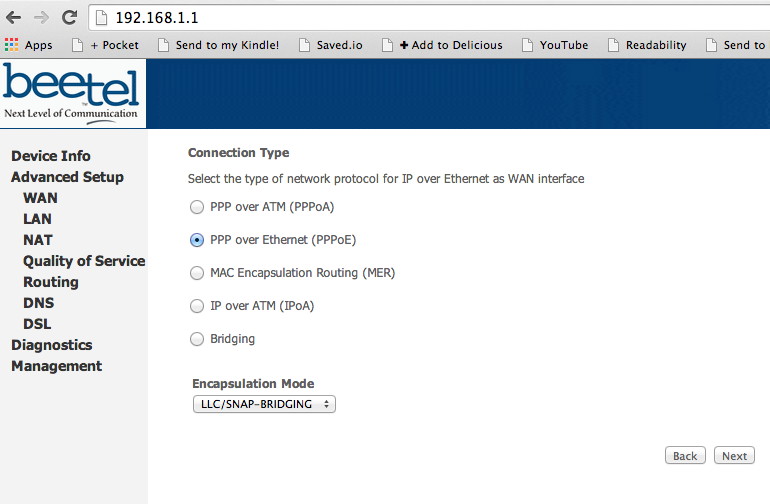 192.168.1.1
Apps + Pocket Send to my Kindle! Saved.io + Add to Delicious YouTube Readability Send to
beetel
Next Level of Communication
Device Info
Advanced Setup
WAN
LAN
NAT
Quality of Service
Routing
DNS
DSL
Diagnostics
Management
Connection Type
Select the type of network protocol for IP over Ethernet as WAN interface
PPP over ATM (PPPoA)
PPP over Ethernet (PPPoE)
MAC Encapsulation Routing (MER)
IP over ATM (IPoA)
Bridging
Encapsulation Mode
LLC/SNAP-BRIDGING
Back Next